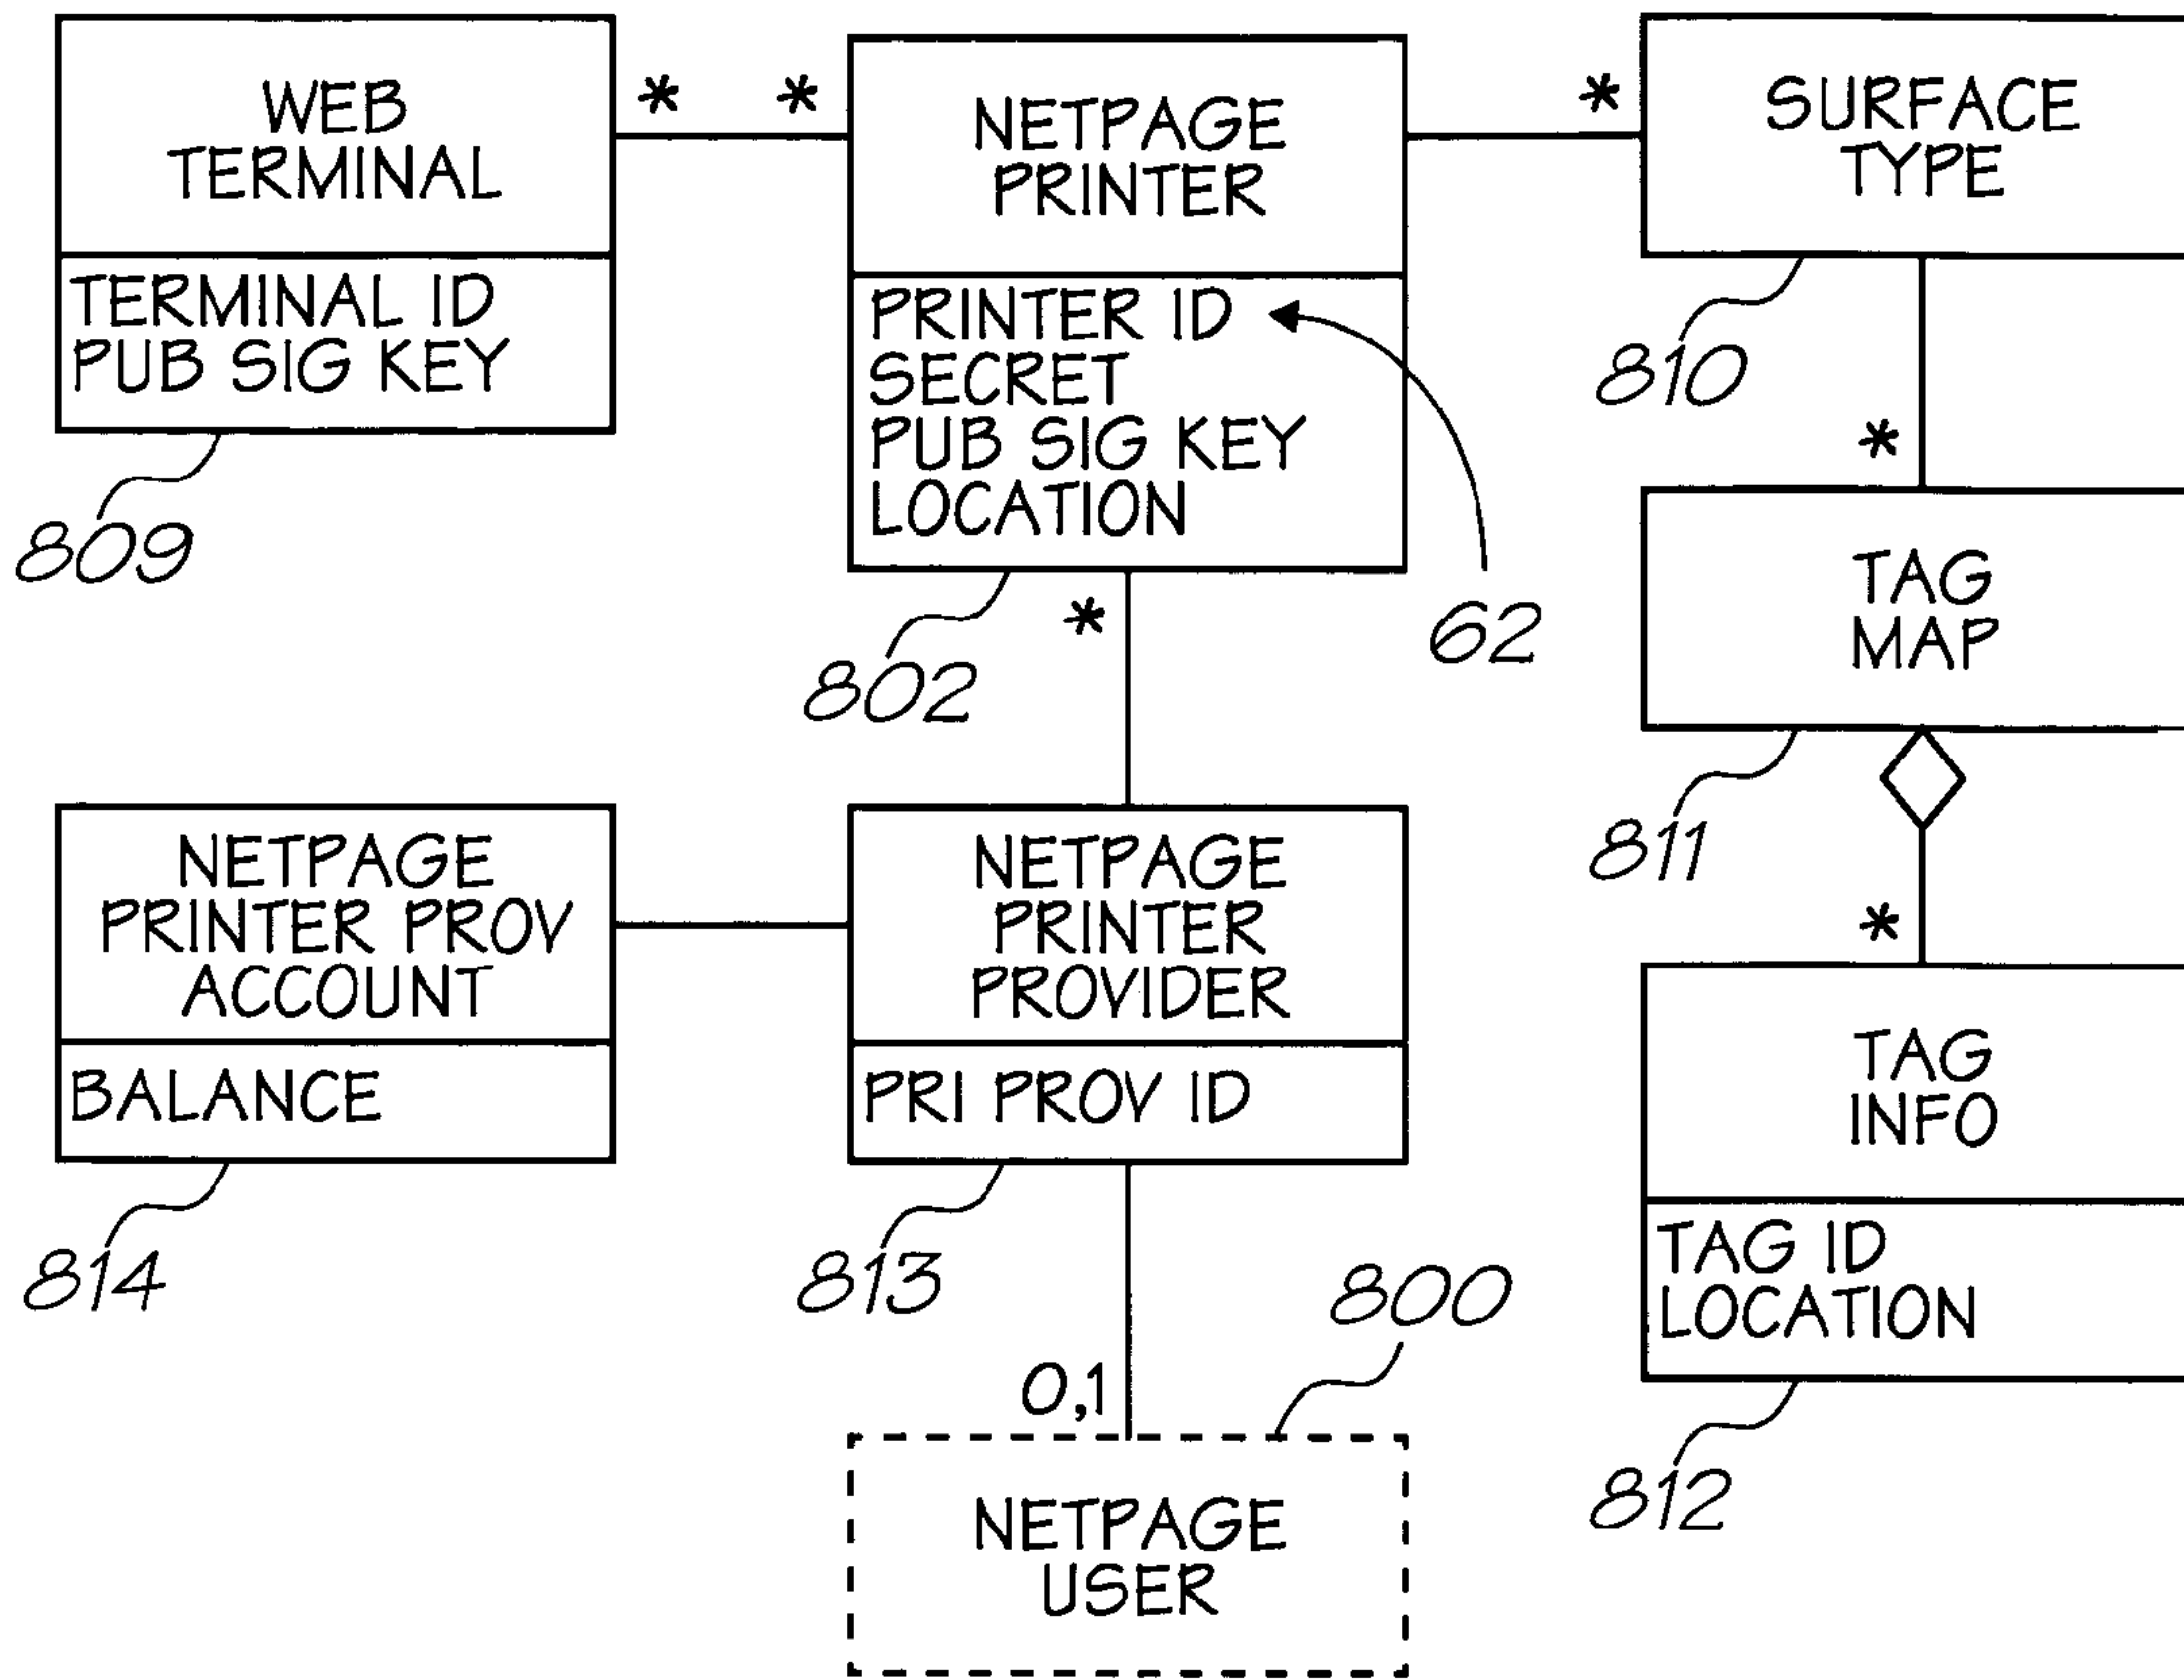 WEB
TERMINAL
TERMINAL ID
PUB SIG KEY
809
*
*
NETPAGE
PRINTER
PRINTER ID
SECRET
PUB SIG KEY
LOCATION
62
802
*
*
SURFACE
TYPE
810
*
TAG
MAP
811
*
TAG
INFO
TAG ID
LOCATION
812
NETPAGE
PRINTER PROV
ACCOUNT
BALANCE
814
NETPAGE
PRINTER
PROVIDER
PRI PROV ID
813
800
0,1
NETPAGE
USER